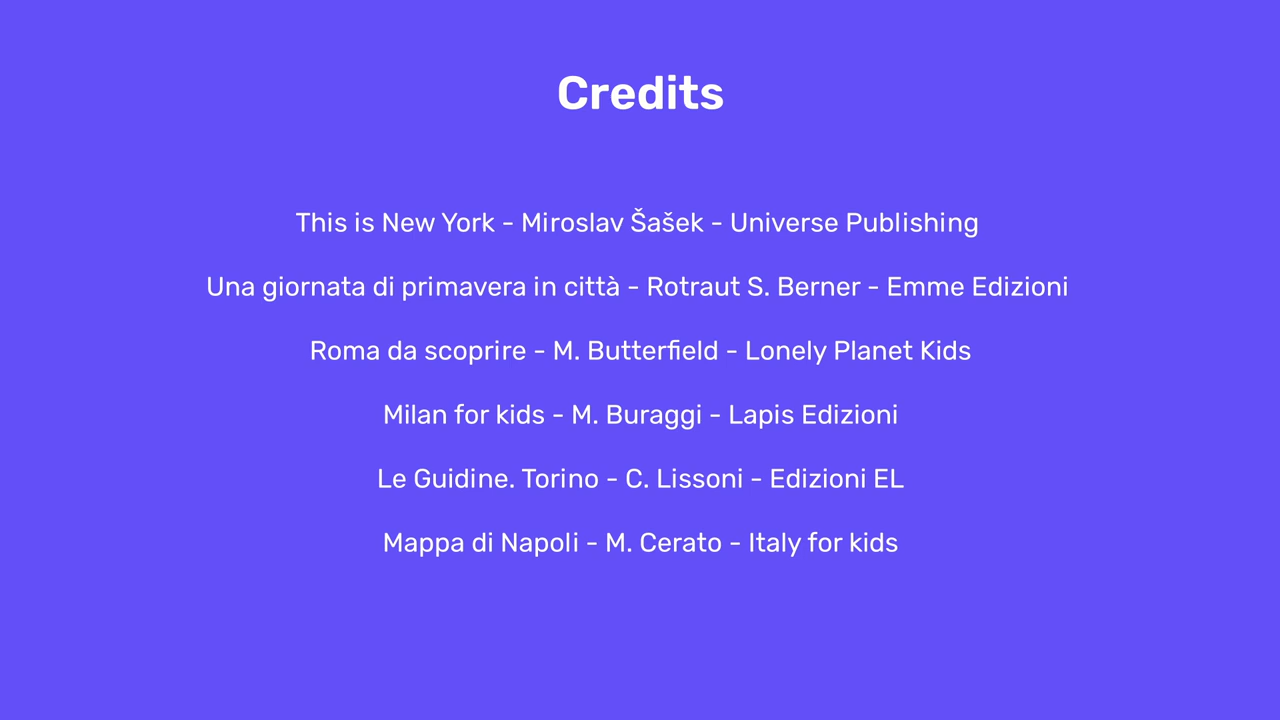 Credits
This is New York - Miroslav Šašek - Universe Publishing
Una giornata di primavera in città - Rotraut S. Berner - Emme Edizioni
Roma da scoprire - M. Butterfield - Lonely Planet Kids
Milan for kids - M. Buraggi - Lapis Edizioni
Le Guidine. Torino - C. Lissoni - Edizioni EL
Mappa di Napoli - M. Cerato - Italy for kids